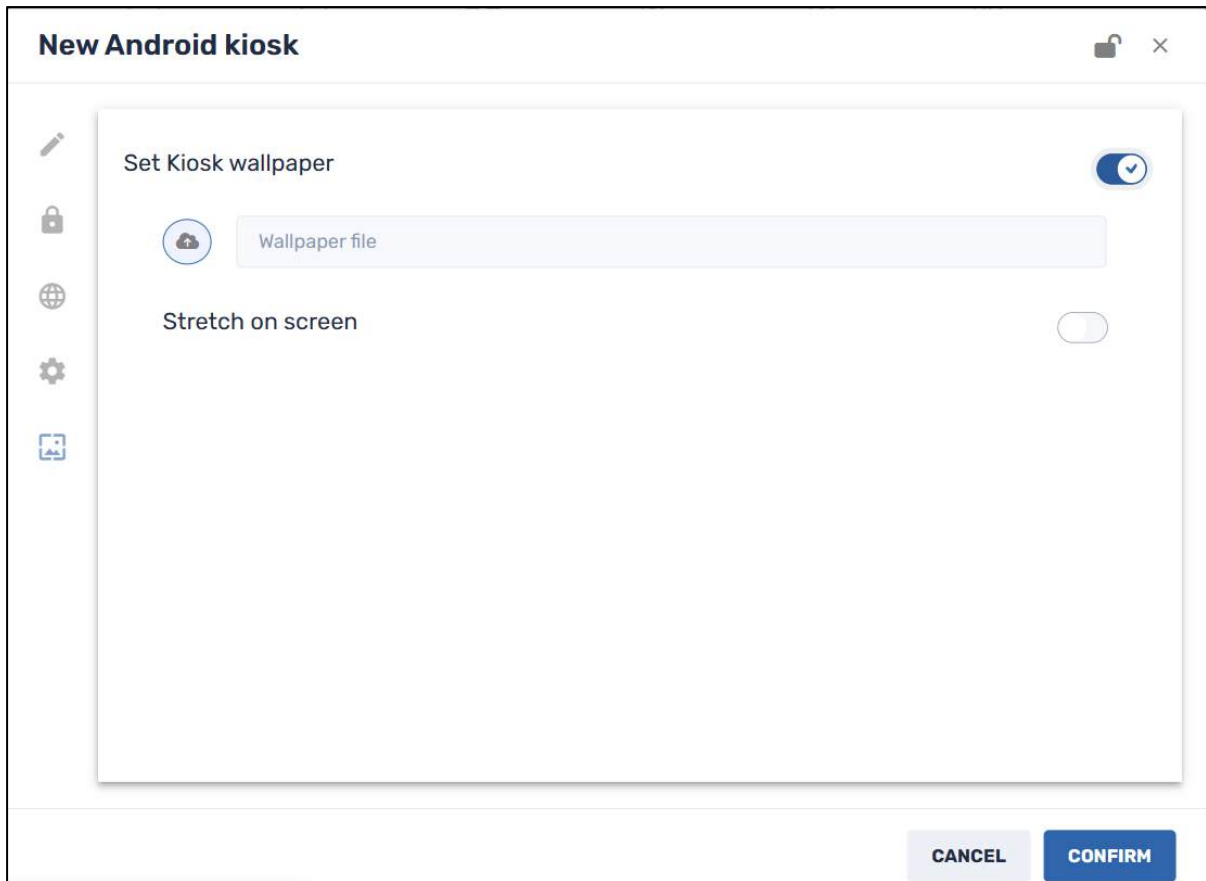 New Android kiosk
Set Kiosk wallpaper
Wallpaper file
Stretch on screen
CANCEL
CONFIRM